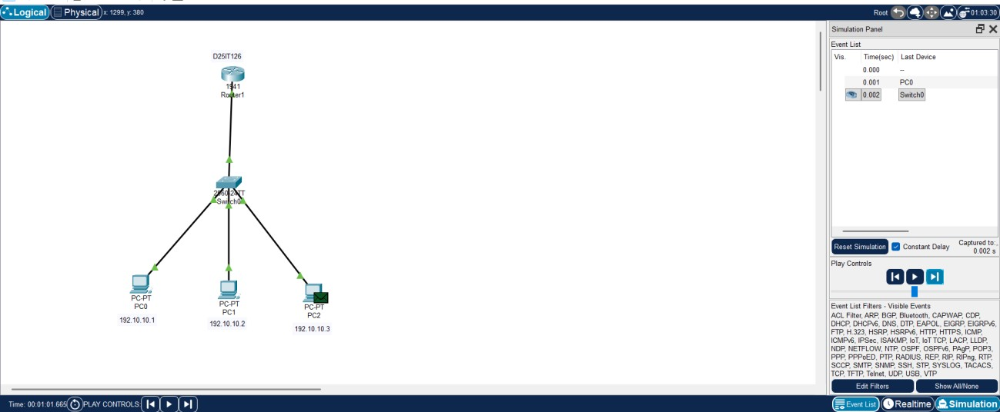 Logical Physical x: 1299, y: 380 Root 01:03:30
D25IT126
1941
Router1
2960-24TT
Switch0
PC-PT
PC0
192.10.10.1
PC-PT
PC1
192.10.10.2
PC-PT
PC2
192.10.10.3
Simulation Panel
Event List
Vis. Time(sec) Last Device
0.000 --
0.001 PC0
0.002 Switch0
Reset Simulation Constant Delay Captured to:
0.002 s
Play Controls
Event List Filters - Visible Events
ACL Filter, ARP, BGP, Bluetooth, CAPWAP, CDP,
DHCP, DHCPv6, DNS, DTP, EAPOL, EIGRP, EIGRPv6,
FTP, H.323, HSRP, HSRPv6, HTTP, HTTPS, ICMP,
ICMPv6, IPSec, ISAKMP, IoT, IoT TCP, LACP, LLDP,
NDP, NETFLOW, NTP, OSPF, OSPFv6, PAgP, POP3,
PPP, PPPoED, PTP, RADIUS, REP, RIP, RIPng, RTP,
SCCP, SMTP, SNMP, SSH, STP, SYSLOG, TACACS,
TCP, TFTP, Telnet, UDP, USB, VTP
Edit Filters Show All/None
Time: 00:01:01.665 PLAY CONTROLS: Event List Realtime Simulation